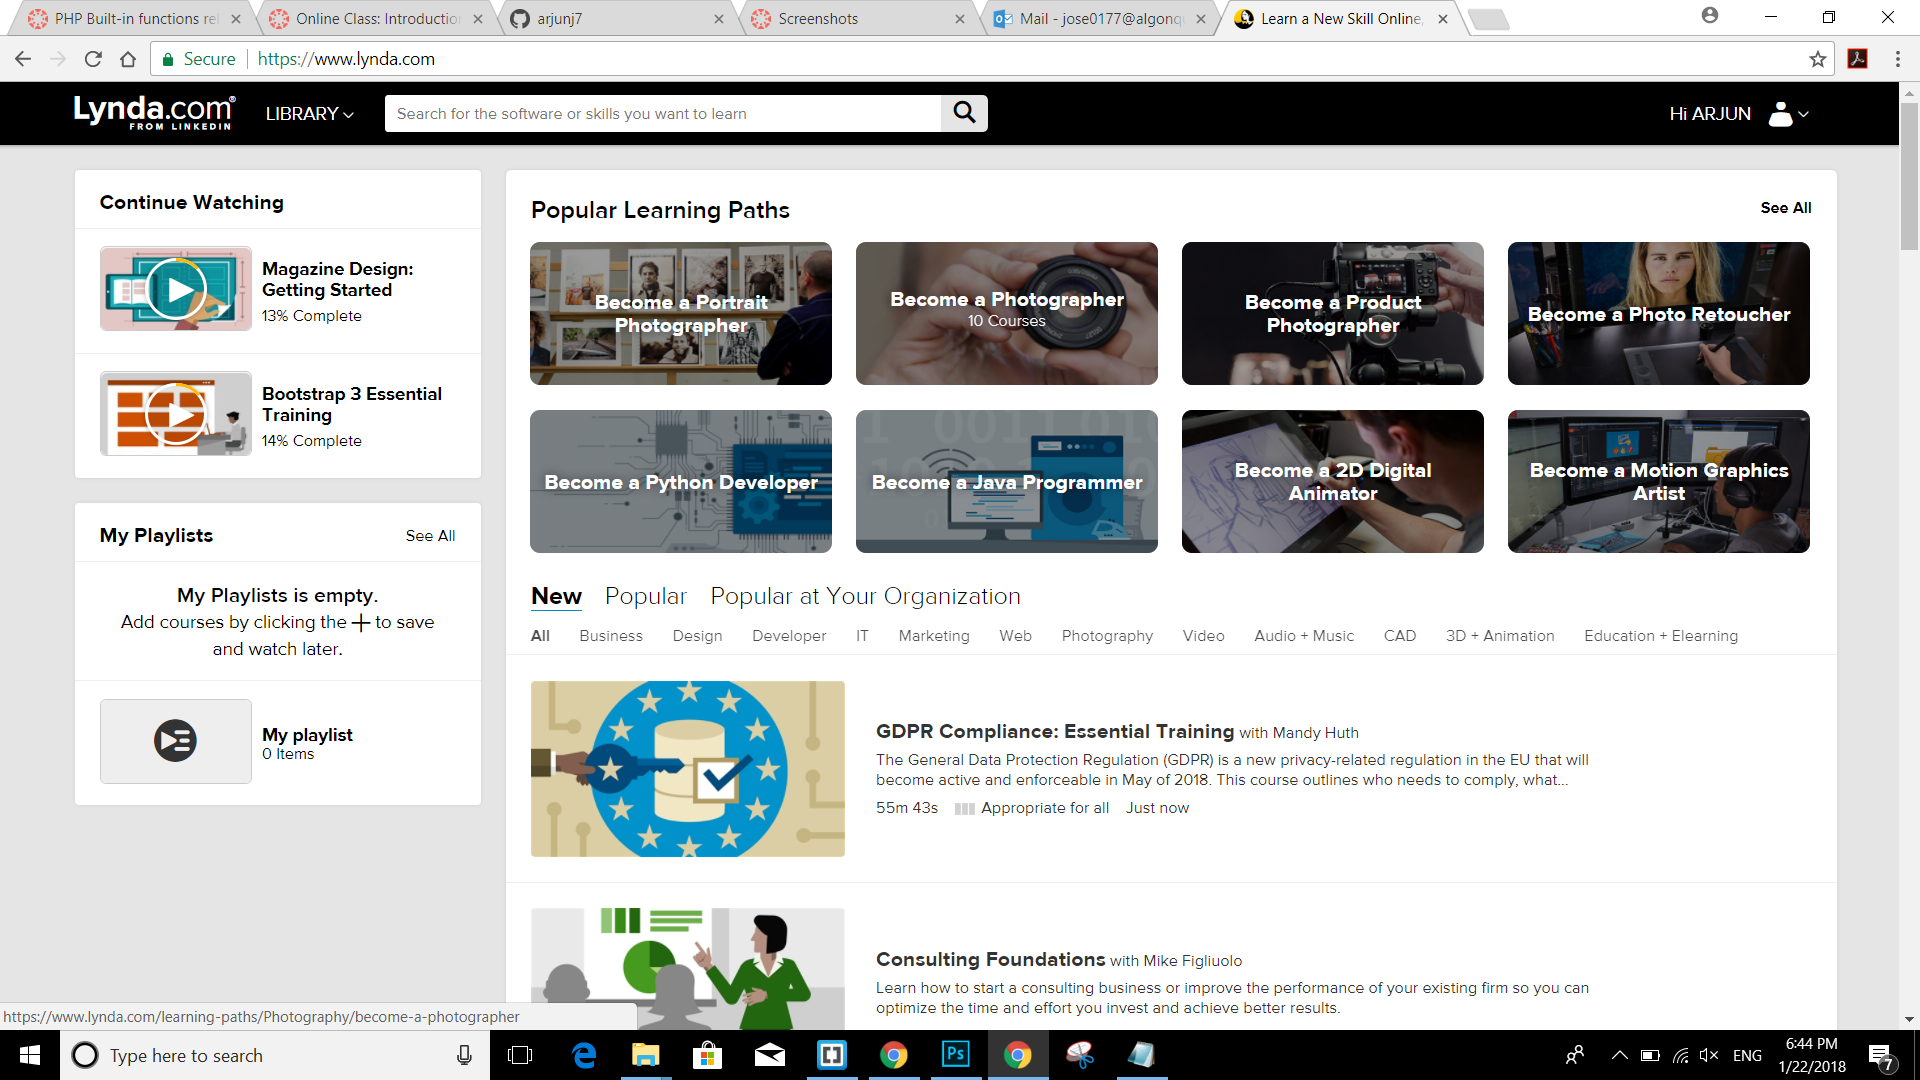 PHP Built-in functions rel
Online Class: Introductio
arjunj7
Screenshots
Mail - jose0177@algonqu
Learn a New Skill Online,
Secure
https://www.lynda.com
Lynda.com®
FROM LINKEDIN
LIBRARY
Search for the software or skills you want to learn
Hi ARJUN
Continue Watching
Magazine Design:
Getting Started
13% Complete
Bootstrap 3 Essential
Training
14% Complete
My Playlists
See All
My Playlists is empty.
Add courses by clicking the + to save
and watch later.
My playlist
0 Items
Popular Learning Paths
See All
Become a Portrait
Photographer
Become a Photographer
10 Courses
Become a Product
Photographer
Become a Photo Retoucher
Become a Python Developer
Become a Java Programmer
Become a 2D Digital
Animator
Become a Motion Graphics
Artist
New Popular Popular at Your Organization
All Business Design Developer IT Marketing Web Photography Video Audio + Music CAD 3D + Animation Education + Elearning
GDPR Compliance: Essential Training with Mandy Huth
The General Data Protection Regulation (GDPR) is a new privacy-related regulation in the EU that will
become active and enforceable in May of 2018. This course outlines who needs to comply, what...
55m 43s Appropriate for all Just now
Consulting Foundations with Mike Figliuolo
Learn how to start a consulting business or improve the performance of your existing firm so you can
optimize the time and effort you invest and achieve better results.
https://www.lynda.com/learning-paths/Photography/become-a-photographer
Type here to search
Ps
ENG
6:44 PM
1/22/2018
7